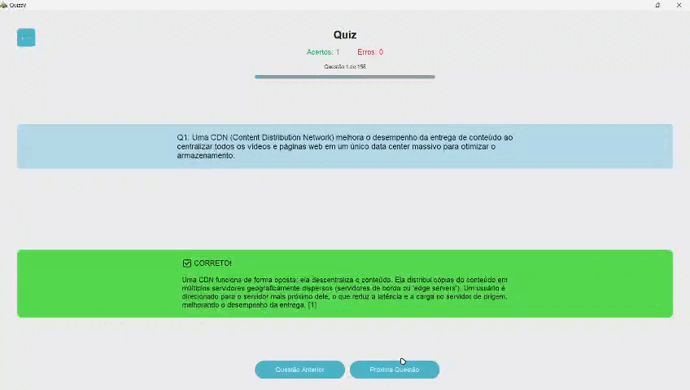 Quizziv
Quiz
Acertos: 1 Erros: 0
Questão 1 de 198
Q1. Uma CDN (Content Distribution Network) melhora o desempenho da entrega de conteúdo ao
centralizar todos os vídeos e páginas web em um único data center massivo para otimizar o
armazenamento.
CORRETO!
Uma CDN funciona de forma oposta: ela descentraliza o conteúdo. Ela distribui cópias do conteúdo em
múltiplos servidores geograficamente dispersos (servidores de borda ou 'edge servers'). Um usuário é
direcionado para o servidor mais próximo dele, o que reduz a latência e a carga no servidor de origem,
melhorando o desempenho da entrega. [1]
Questão Anterior Próxima Questão